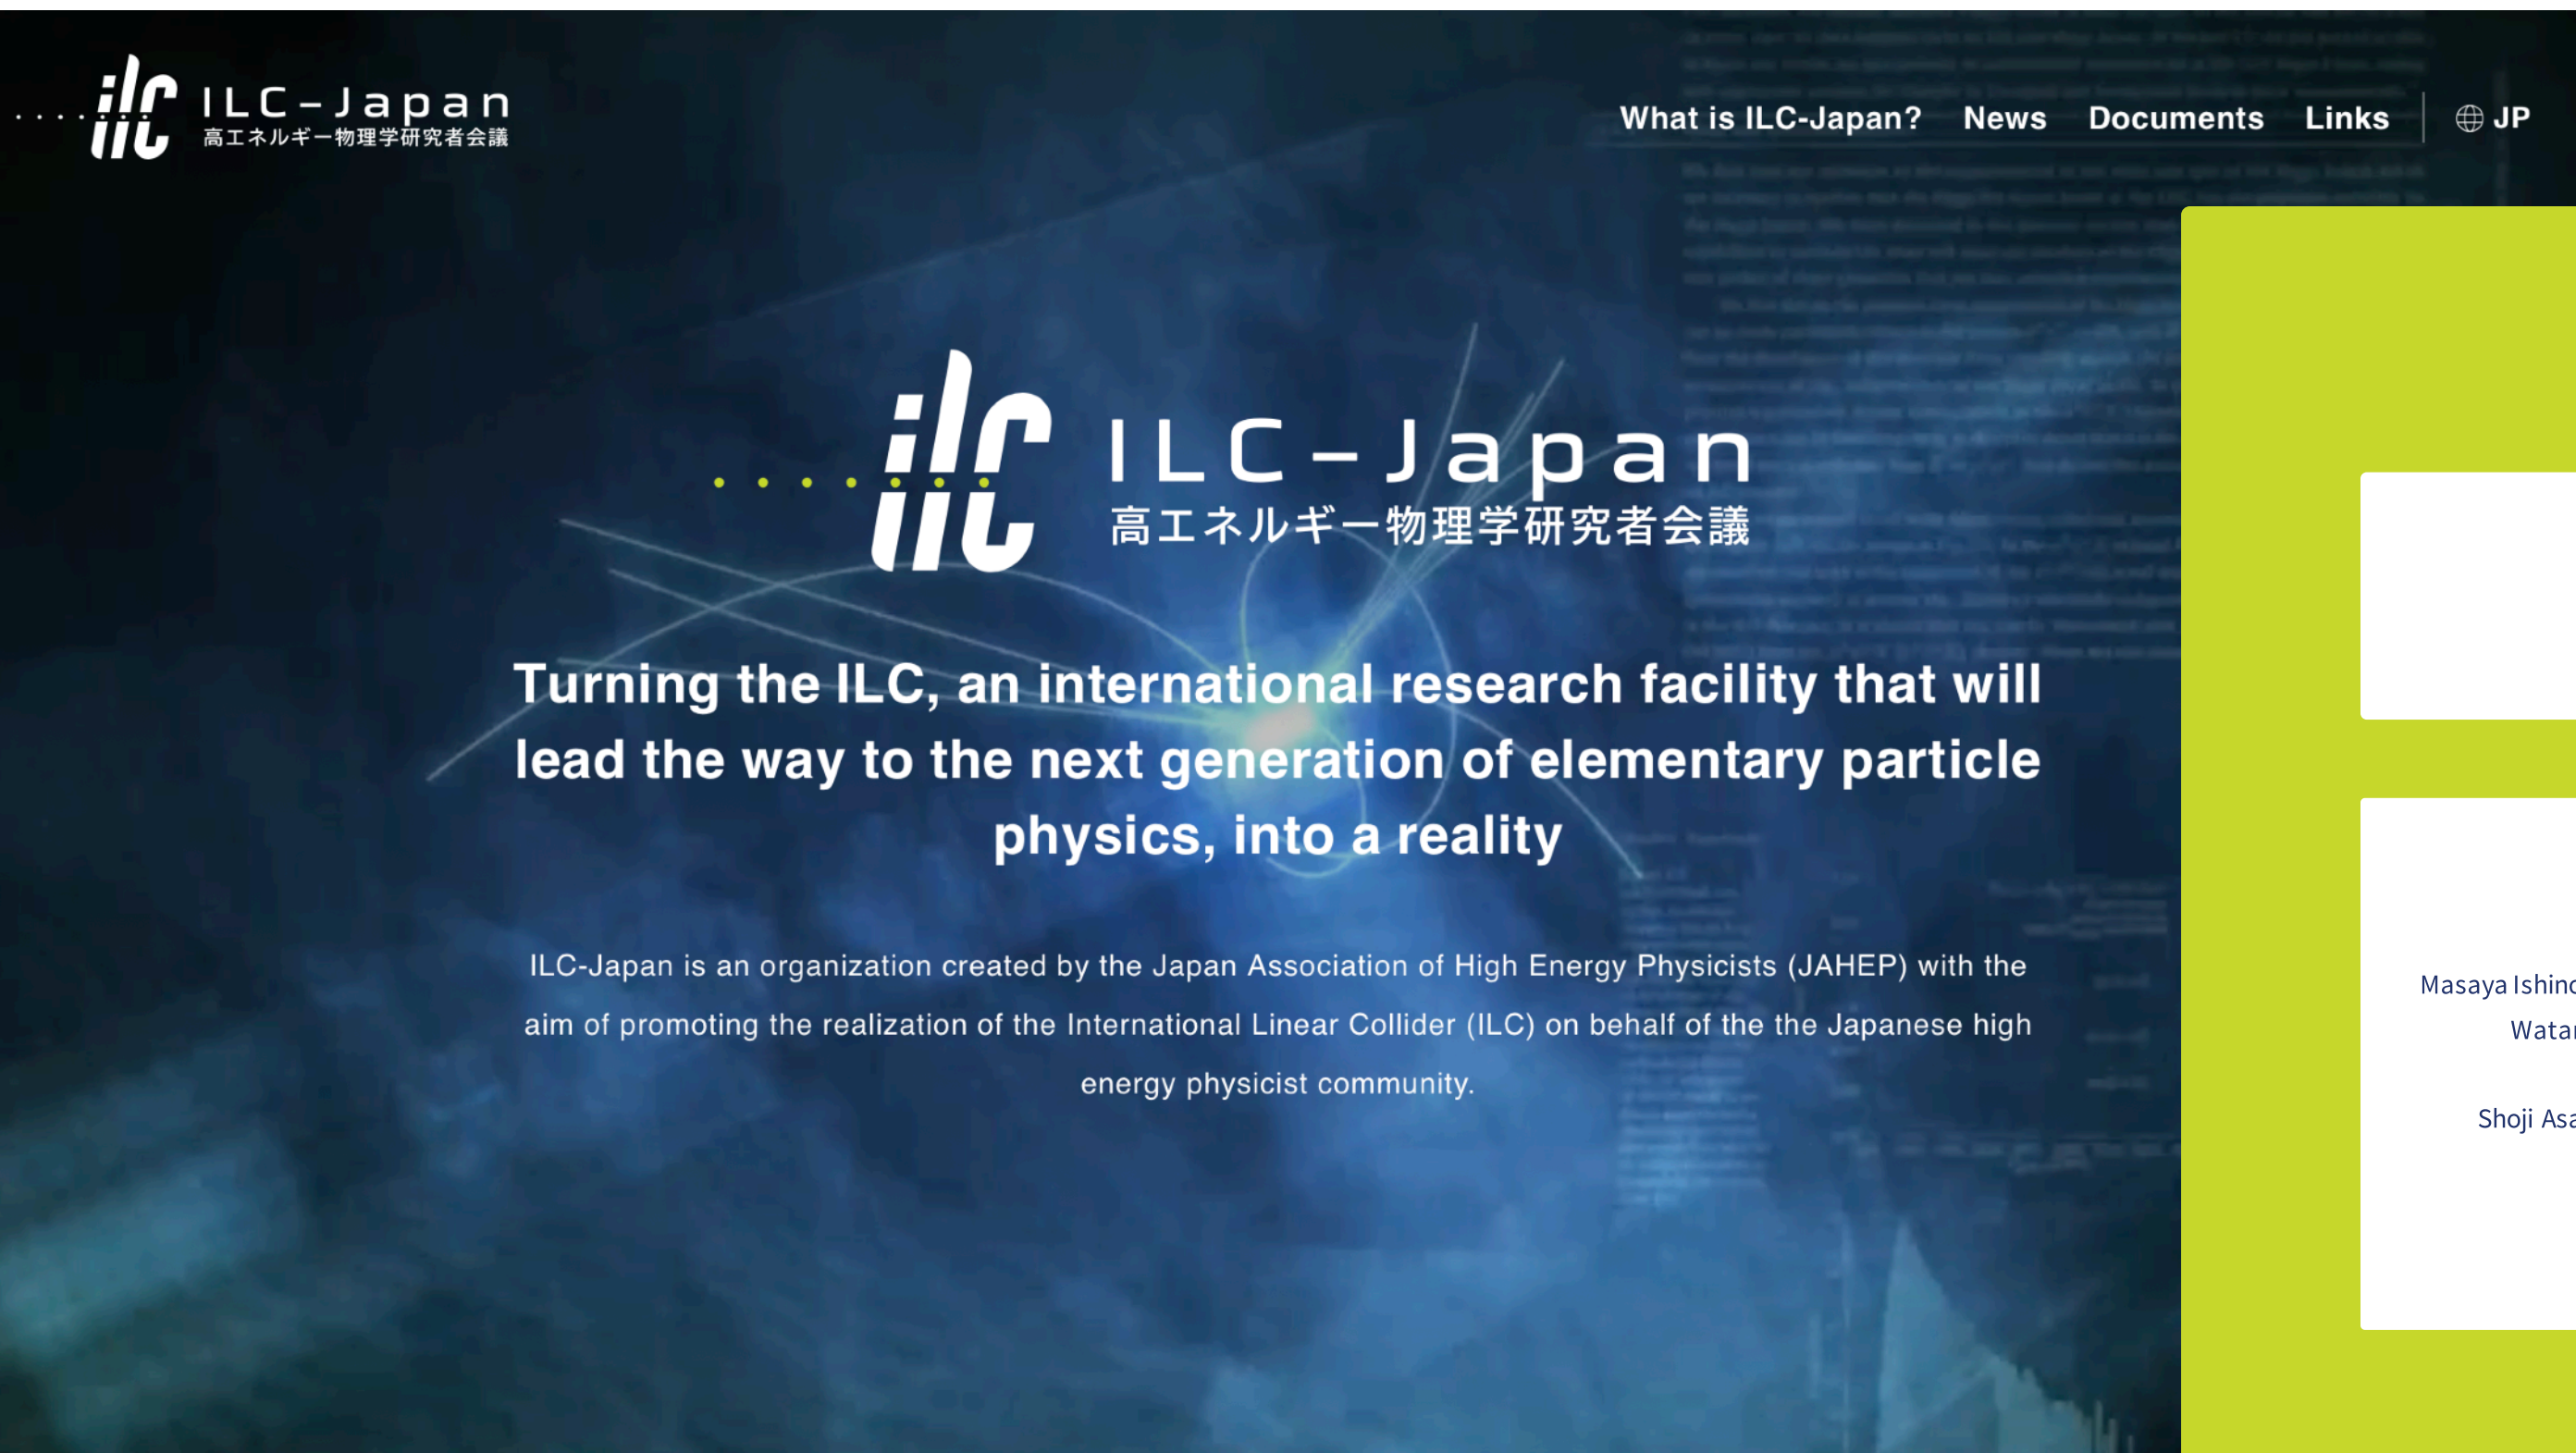 ilc ILC-Japan
高エネルギー物理学研究者会議
What is ILC-Japan? News Documents Links JP
ilc ILC-Japan
高エネルギー物理学研究者会議
Turning the ILC, an international research facility that will
lead the way to the next generation of elementary particle
physics, into a reality
ILC-Japan is an organization created by the Japan Association of High Energy Physicists (JAHEP) with the
aim of promoting the realization of the International Linear Collider (ILC) on behalf of the the Japanese high
energy physicist community.
Masaya
Shoji